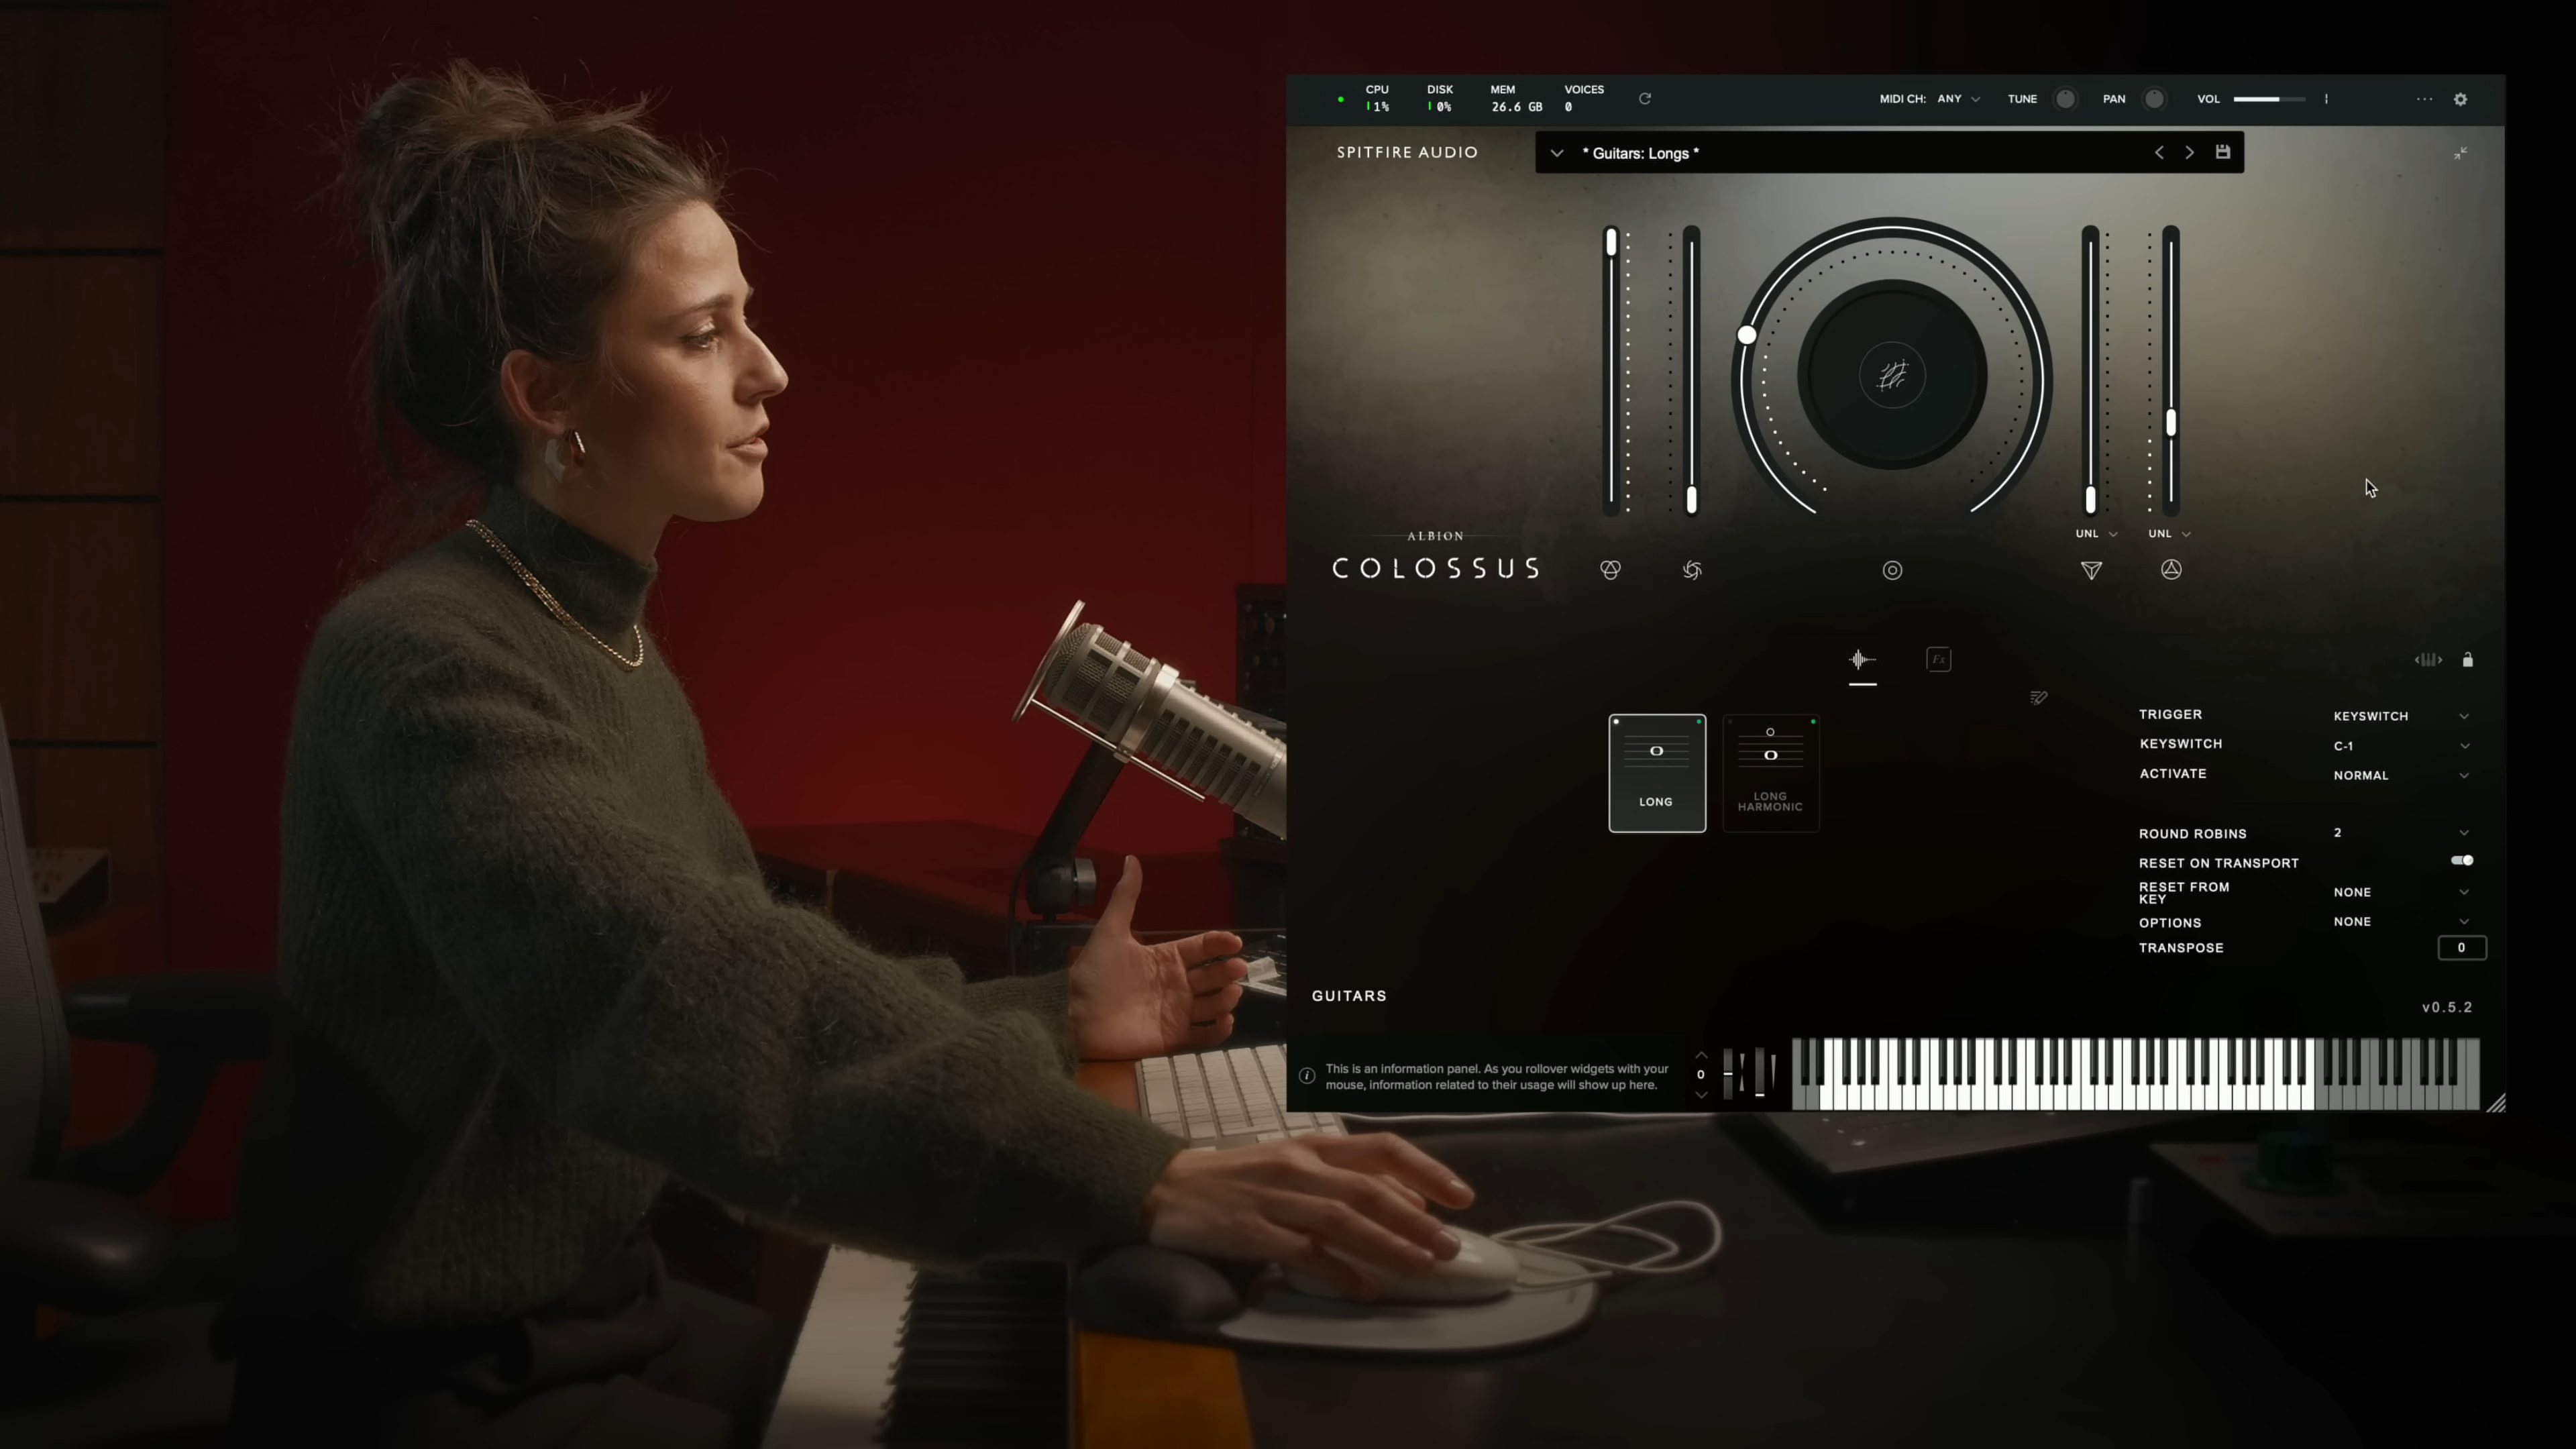 CPU DISK MEM VOICES
1% 0% 26.6 GB 0
MIDI CH: ANY TUNE PAN VOL
SPITFIRE AUDIO
* Guitars: Longs *
UNL UNL
ALBION
COLOSSUS
Fx
TRIGGER KEYSWITCH
KEYSWITCH C-1
ACTIVATE NORMAL
LONG
LONG
HARMONIC
ROUND ROBINS 2
RESET ON TRANSPORT
RESET FROM
KEY NONE
OPTIONS NONE
TRANSPOSE 0
GUITARS
v0.5.2
This is an information panel. As you rollover widgets with your
mouse, information related to their usage will show up here.
0